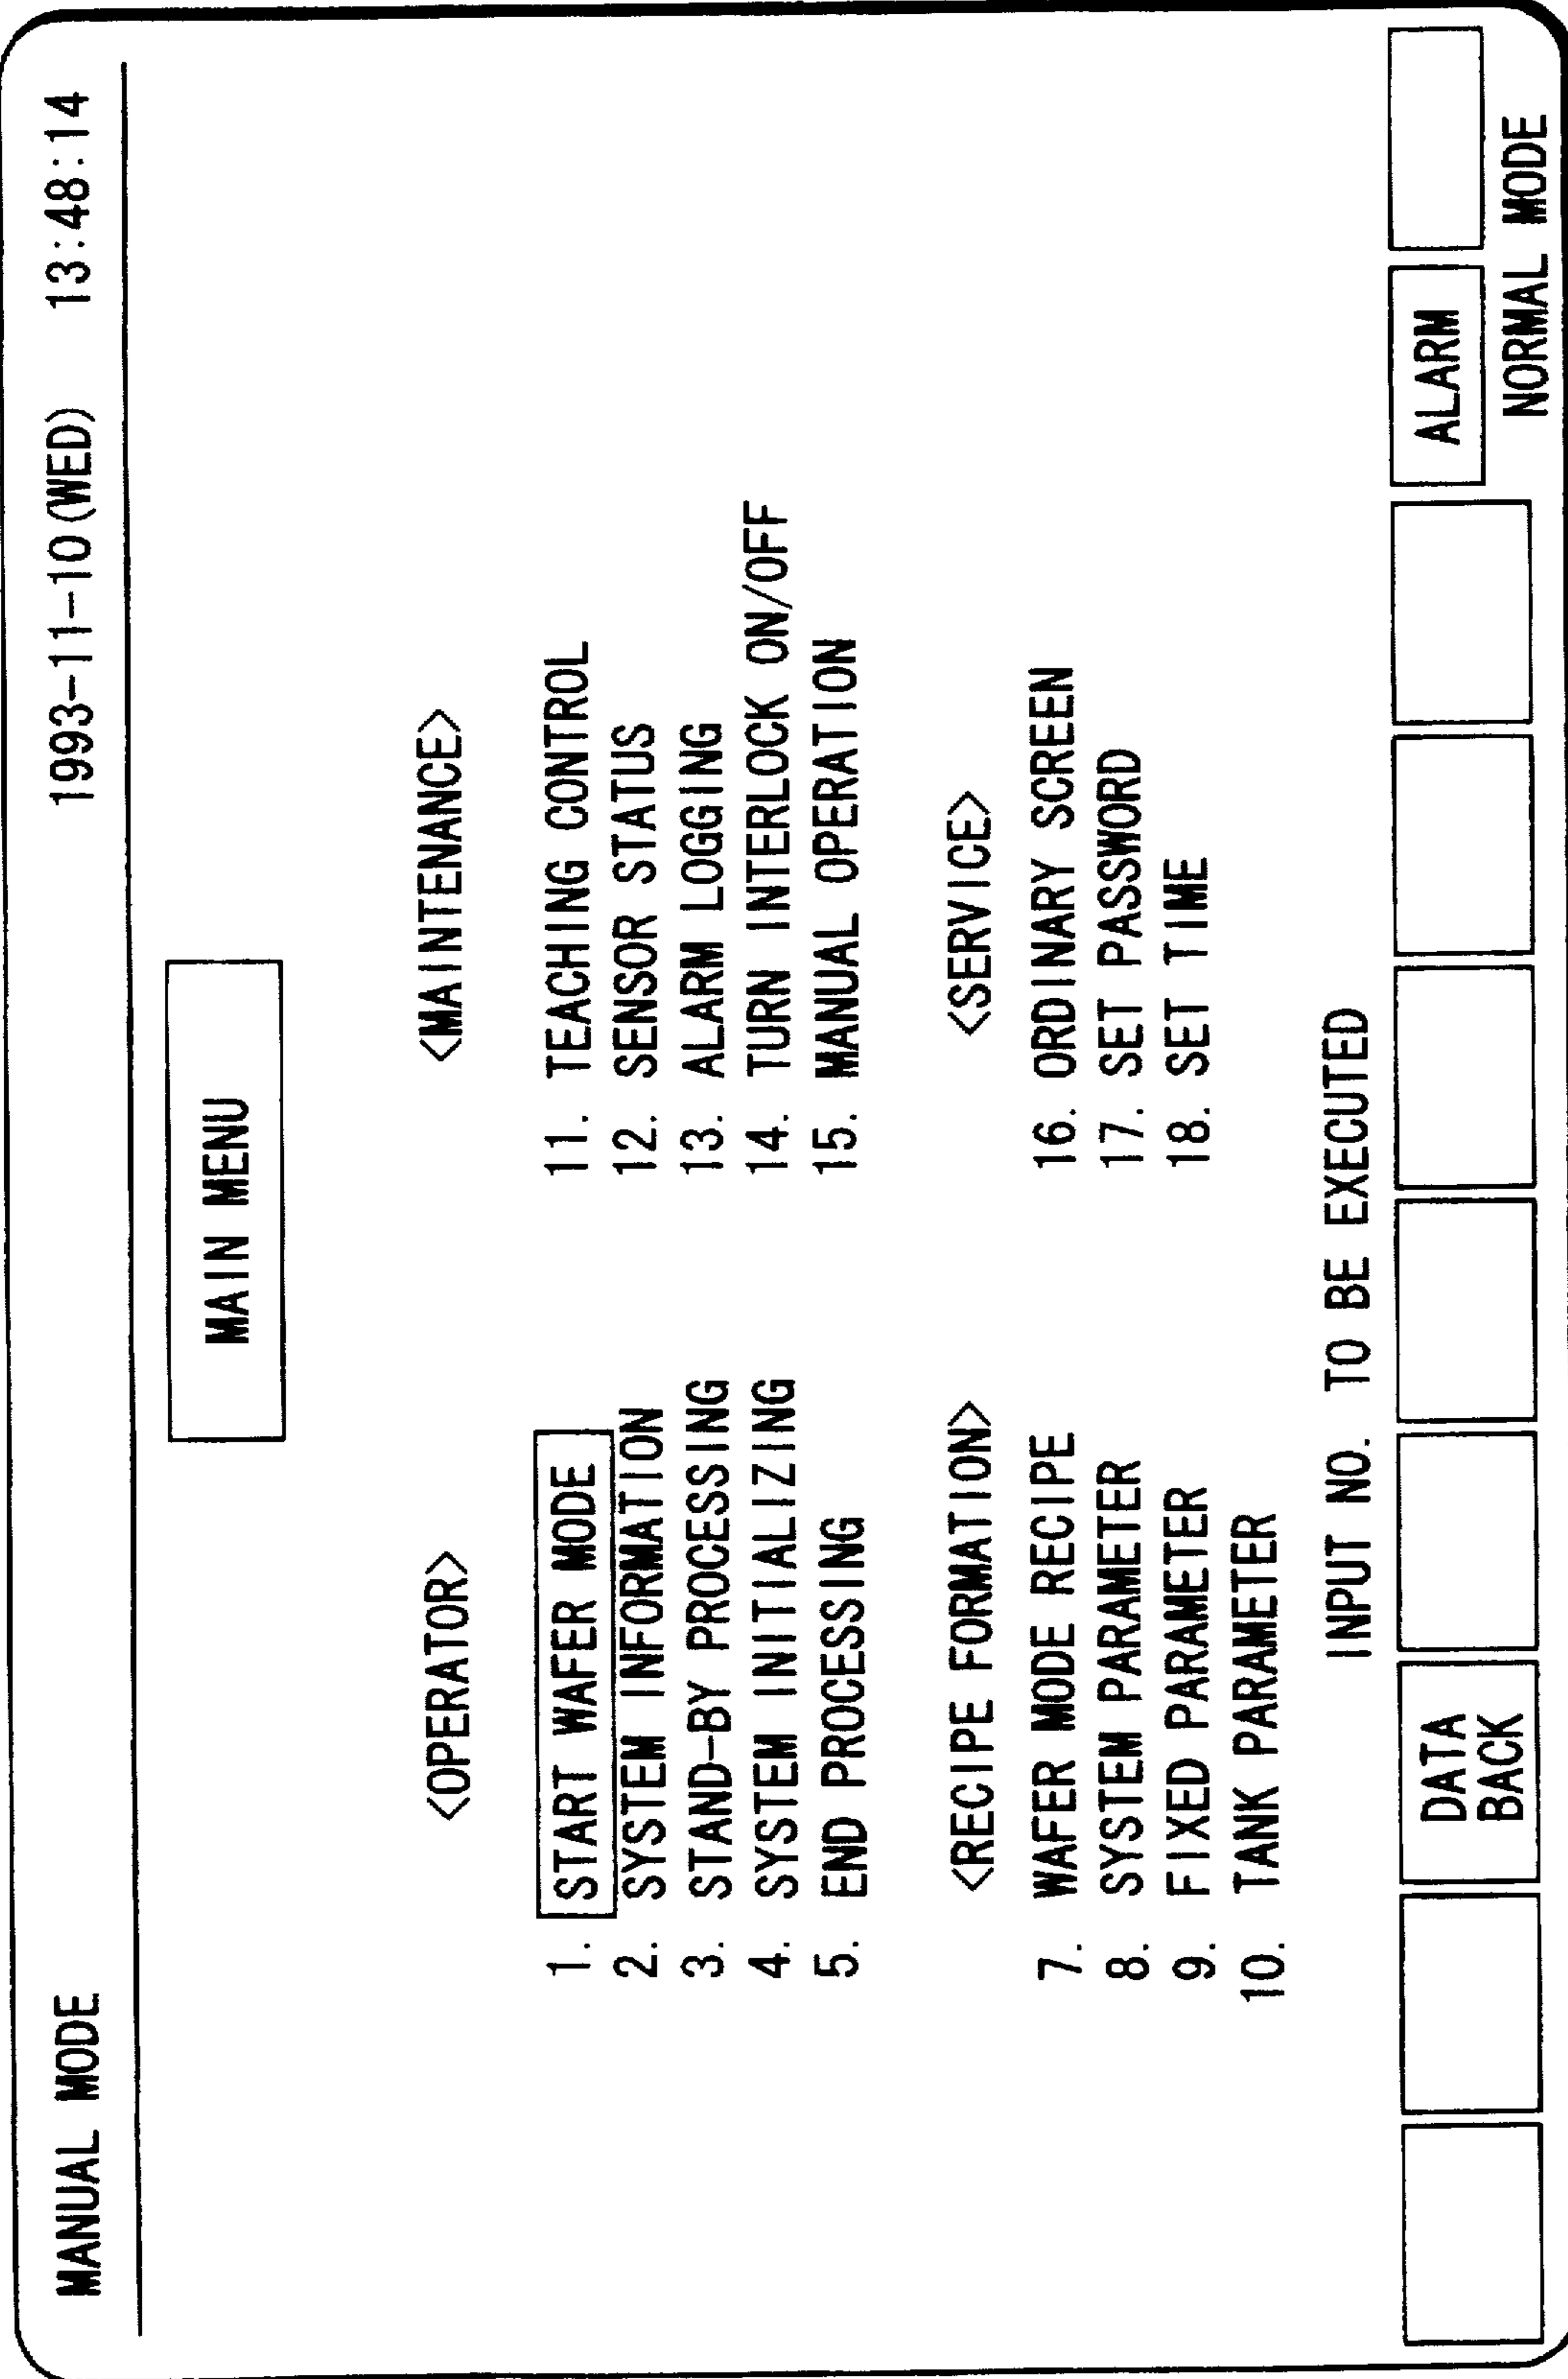 MANUAL MODE 1993-11-10(WED) 13:48:14
MAIN MENU
<OPERATOR>
1. START WAFER MODE
2. SYSTEM INFORMATION
3. STAND-BY PROCESSING
4. SYSTEM INITIALIZING
5. END PROCESSING
<RECIPE FORMATION>
7. WAFER MODE RECIPE
8. SYSTEM PARAMETER
9. FIXED PARAMETER
10. TANK PARAMETER
<MAINTENANCE>
11. TEACHING CONTROL
12. SENSOR STATUS
13. ALARM LOGGING
14. TURN INTERLOCK ON/OFF
15. MANUAL OPERATION
<SERVICE>
16. ORDINARY SCREEN
17. SET PASSWORD
18. SET TIME
INPUT NO. TO BE EXECUTED
DATA
BACK
ALARM
NORMAL MODE